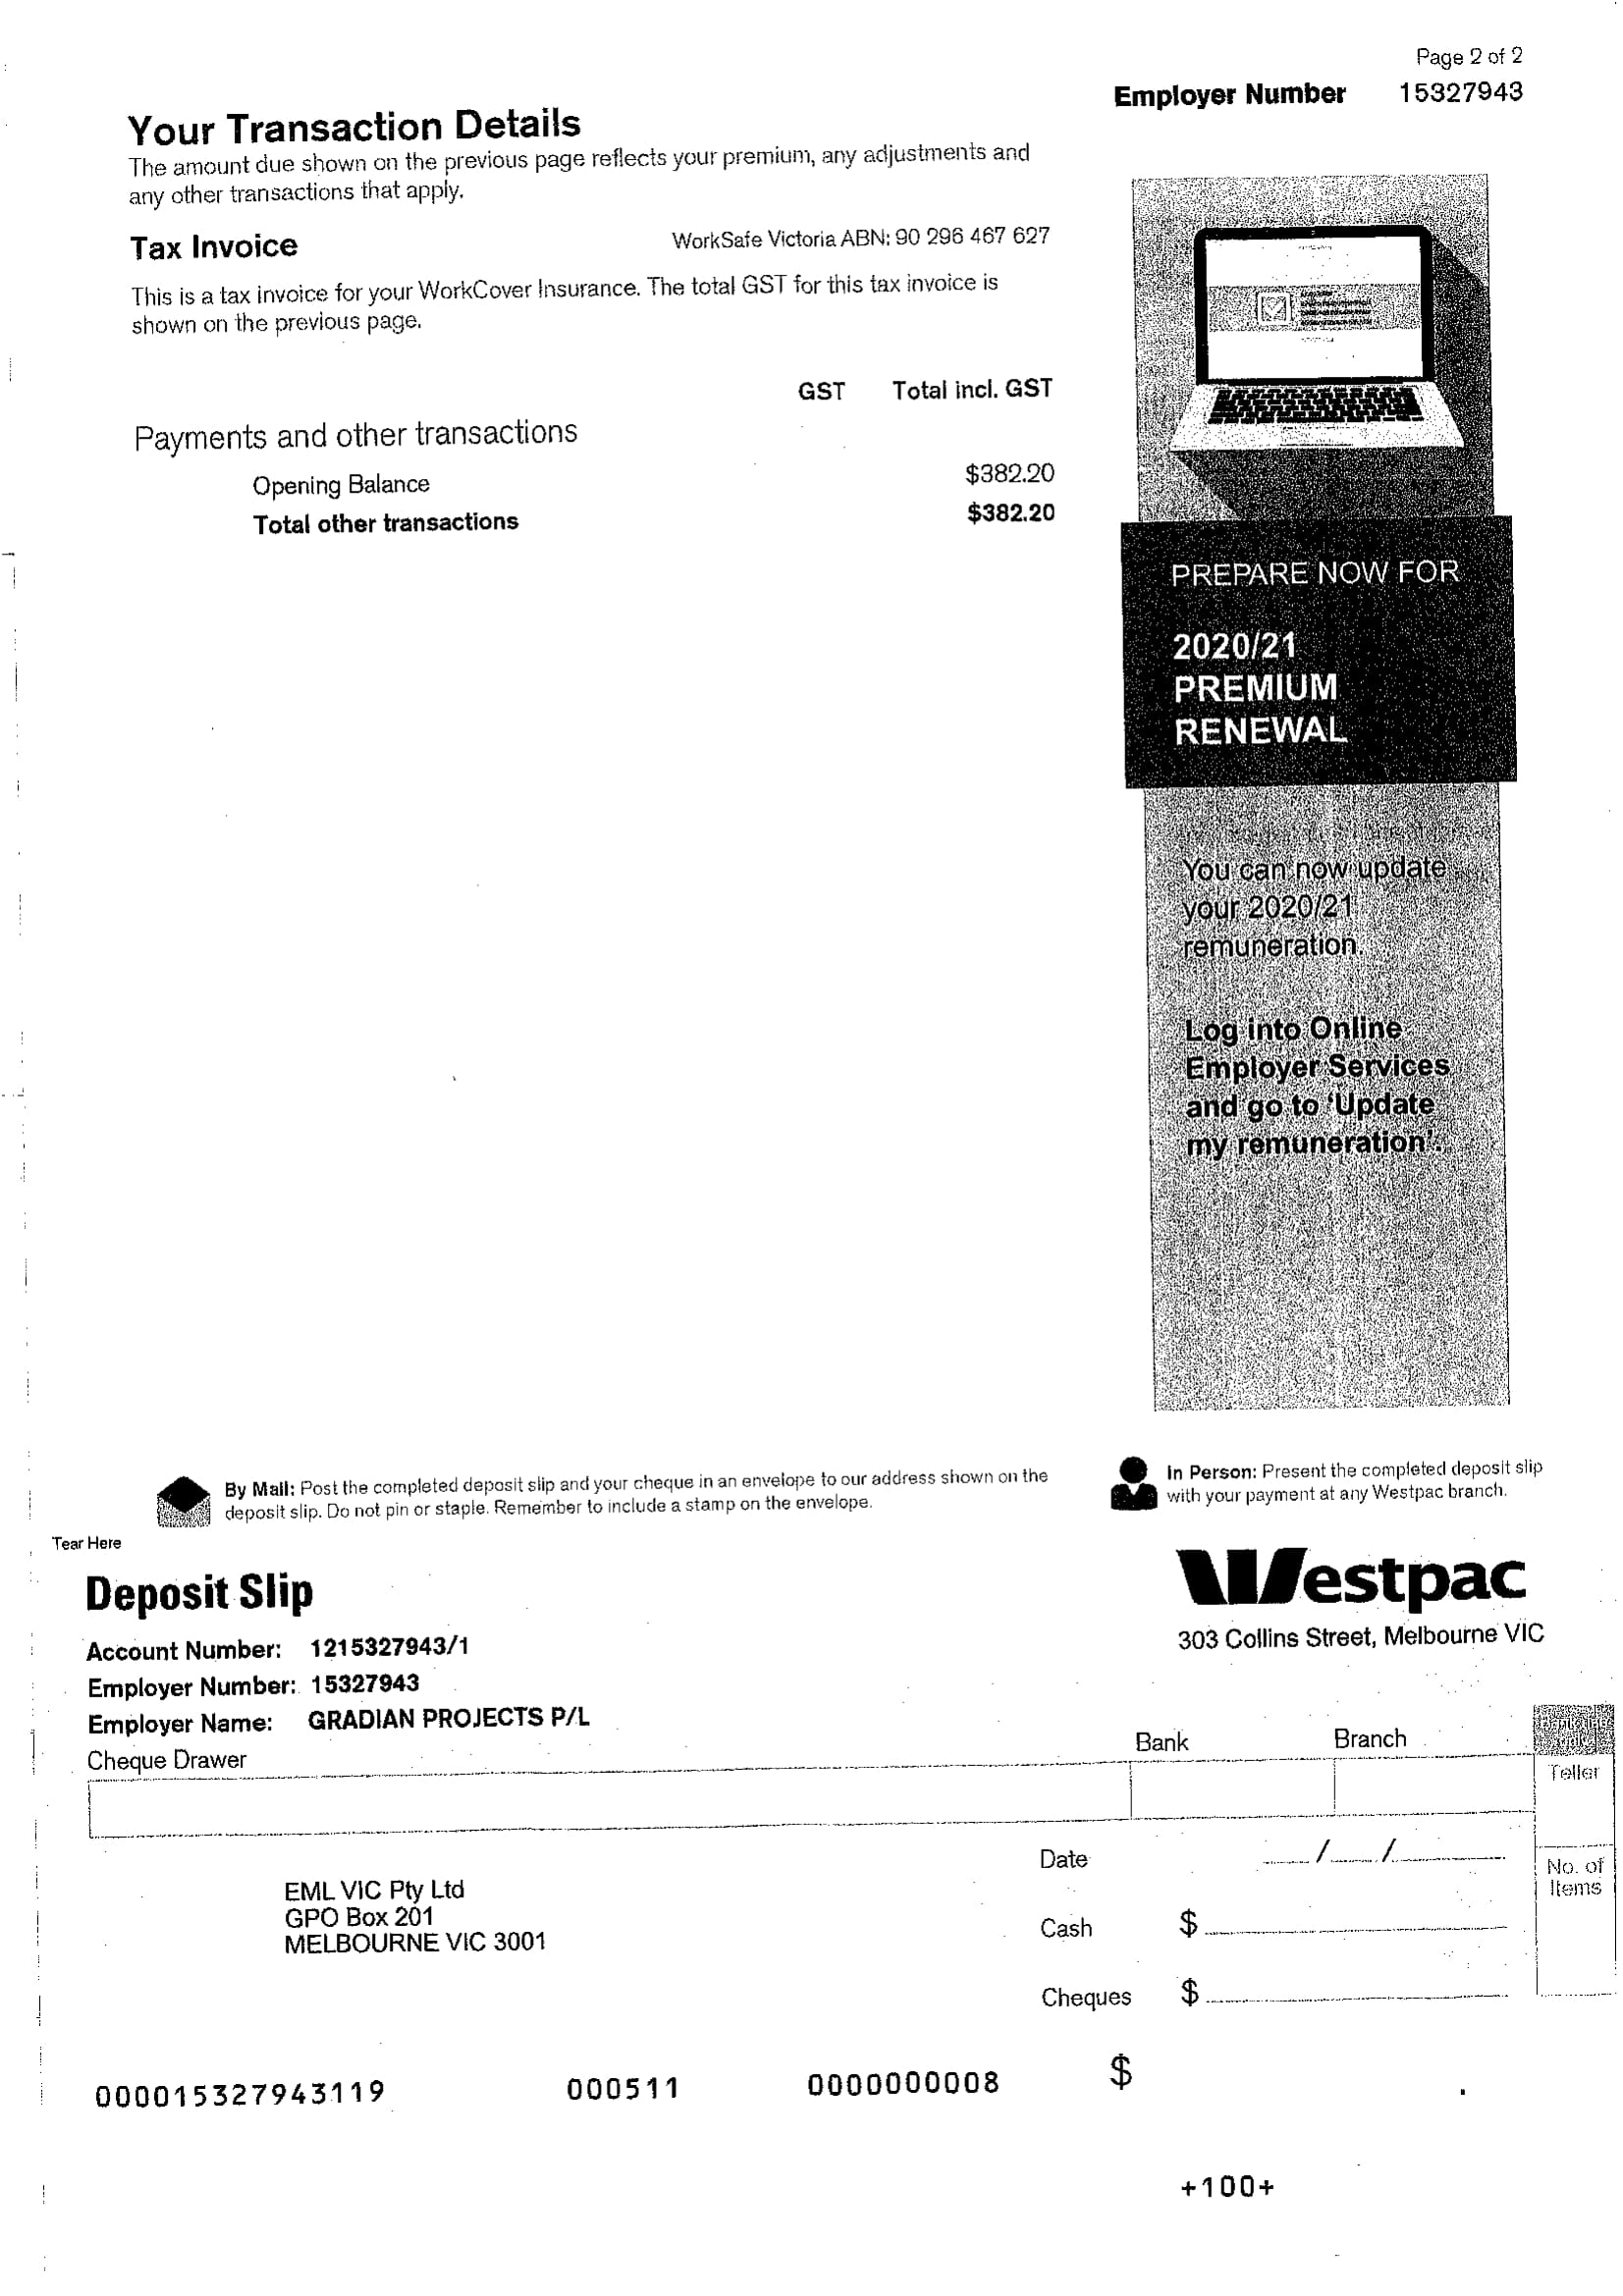 Page 2 of 2
Employer Number 15327943
Your Transaction Details
The amount due shown on the previous page reflects your premium, any adjustments and
any other transactions that apply.
Tax Invoice WorkSafe Victoria ABN: 90 296 467 627
This is a tax invoice for your WorkCover Insurance. The total GST for this tax invoice is
shown on the previous page.
GST Total incl. GST
Payments and other transactions
Opening Balance $382.20
Total other transactions $382.20
PREPARE NOW FOR
2020/21
PREMIUM
RENEWAL
You can now update
your 2020/21
remuneration.
Log into Online
Employer Services
and go to 'Update
my remuneration'.
By Mail: Post the completed deposit slip and your cheque in an envelope to our address shown on the
deposit slip. Do not pin or staple. Remember to include a stamp on the envelope.
In Person: Present the completed deposit slip
with your payment at any Westpac branch.
Tear Here
Deposit Slip
Westpac
303 Collins Street, Melbourne VIC
Account Number: 1215327943/1
Employer Number: 15327943
Employer Name: GRADIAN PROJECTS P/L
Cheque Drawer
Bank Branch
Teller
No. of
Items
Date / /
EML VIC Pty Ltd
GPO Box 201
MELBOURNE VIC 3001
Cash $
Cheques $
$ .
000015327943119 000511 0000000008
+100+